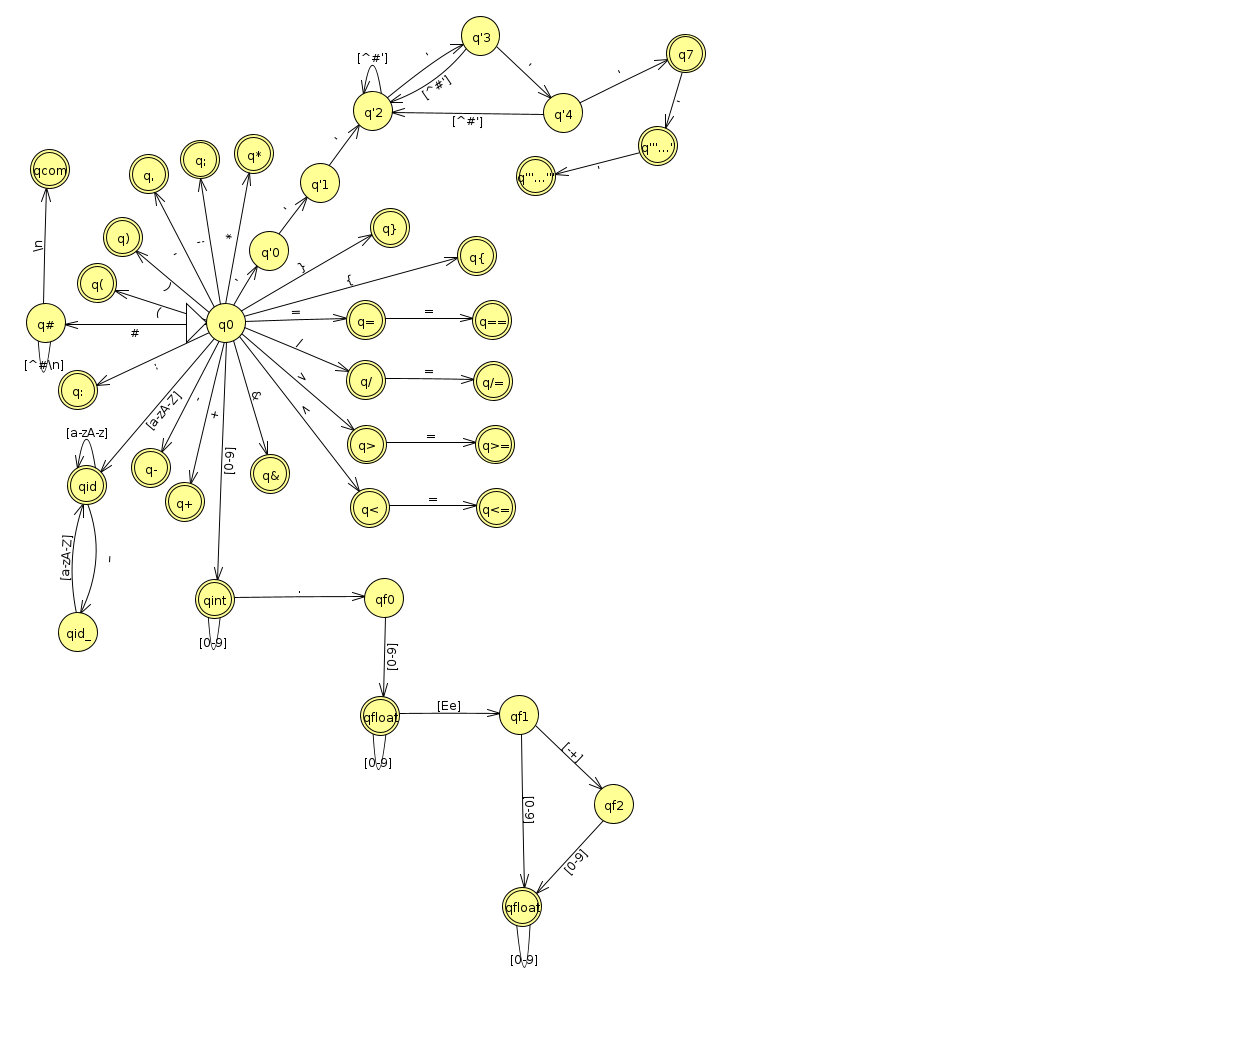 q'3
'
[^#']
[^#']
'
'
q7
q'2
q'4
[^#']
'
'
q'''...'
q'''...'''
'
qcom
q,
q;
q*
q'1
'
q)
q}
q'0
q{
q(
\n
,
;
*
'
}
{
)
(
q#
#
q0
=
q=
=
q==
[^#\n]
:
/
q/
=
q/=
q:
[a-zA-Z]
-
+
&
>
<
q>
=
q>=
[a-zA-z]
qid
q-
q+
[0-9]
q&
q<
=
q<=
[a-zA-Z]
_
qid_
qint
.
qf0
[0-9]
[0-9]
qfloat
[Ee]
qf1
[0-9]
[-+]
[0-9]
qf2
[0-9]
qfloat
[0-9]